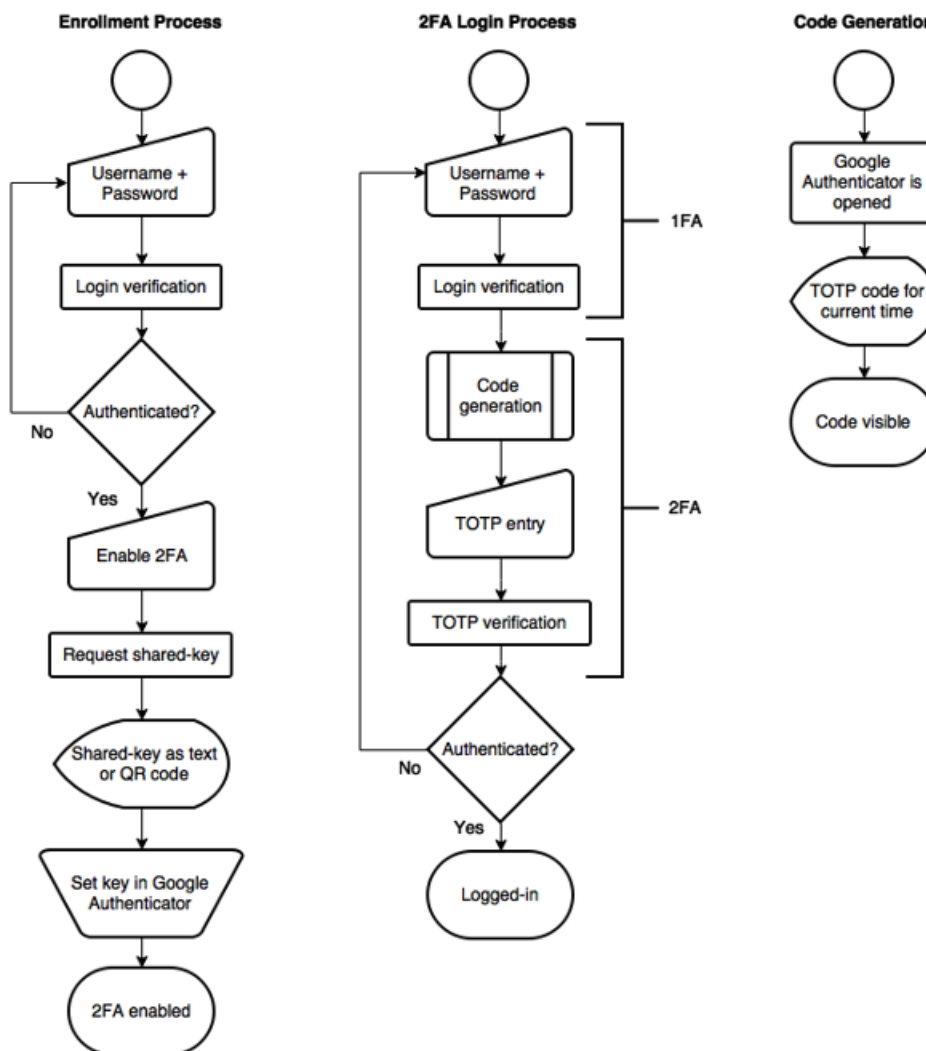 Enrollment Process
Username +
Password
Login verification
Authenticated?
No
Yes
Enable 2FA
Request shared-key
Shared-key as text
or QR code
Set key in Google
Authenticator
2FA enabled
2FA Login Process
Username +
Password
1FA
Login verification
Code
generation
TOTP entry
2FA
TOTP verification
Authenticated?
No
Yes
Logged-in
Code Generation
Google
Authenticator is
opened
TOTP code for
current time
Code visible